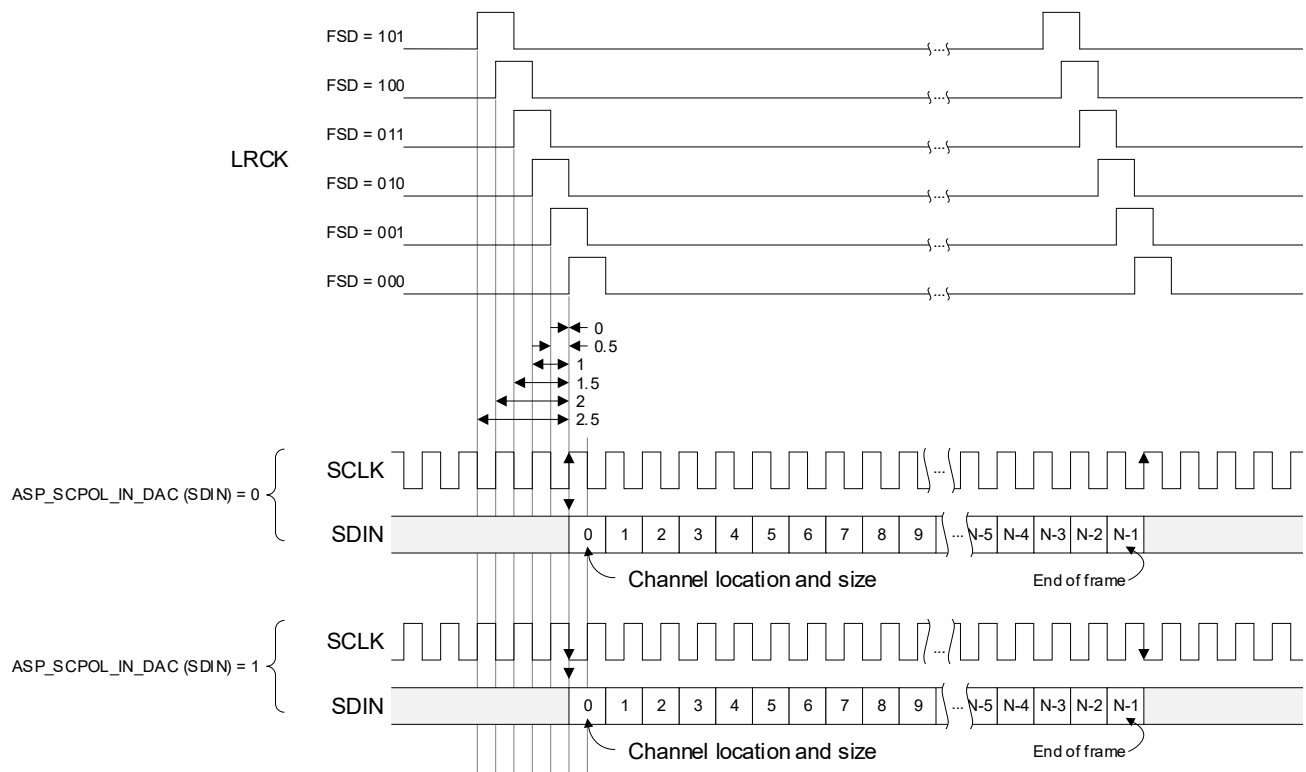 FSD = 101
...
FSD = 100
...
FSD = 011
...
LRCK
FSD = 010
...
FSD = 001
...
FSD = 000
...
0
0.5
1
1.5
2
2.5
ASP_SCPOL_IN_DAC (SDIN) = 0
SCLK
...
SDIN
0 1 2 3 4 5 6 7 8 9 ... N-5 N-4 N-3 N-2 N-1
Channel location and size
End of frame
ASP_SCPOL_IN_DAC (SDIN) = 1
SCLK
...
SDIN
0 1 2 3 4 5 6 7 8 9 ... N-5 N-4 N-3 N-2 N-1
Channel location and size
End of frame